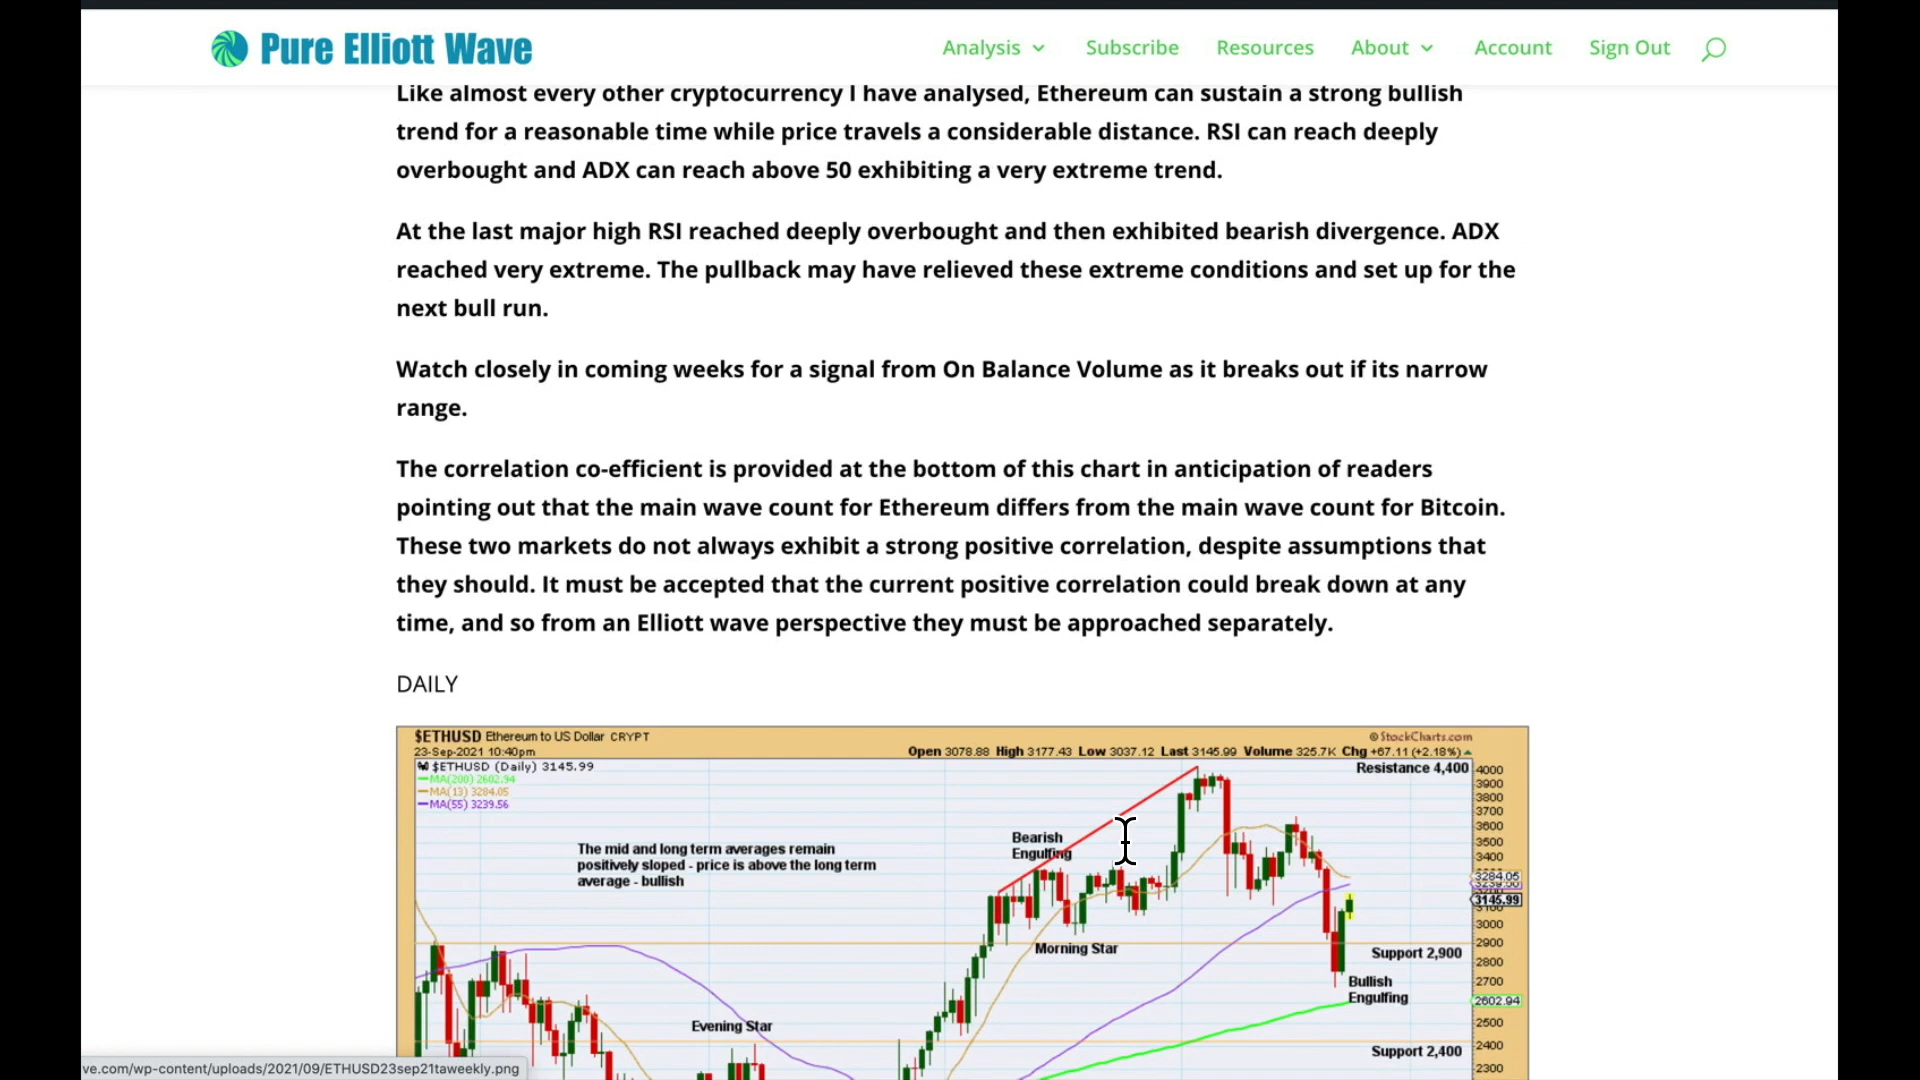 Pure Elliott Wave
Analysis
Subscribe
Resources
About
Account
Sign Out
Like almost every other cryptocurrency I have analysed, Ethereum can sustain a strong bullish
trend for a reasonable time while price travels a considerable distance. RSI can reach deeply
overbought and ADX can reach above 50 exhibiting a very extreme trend.
At the last major high RSI reached deeply overbought and then exhibited bearish divergence. ADX
reached very extreme. The pullback may have relieved these extreme conditions and set up for the
next bull run.
Watch closely in coming weeks for a signal from On Balance Volume as it breaks out if its narrow
range.
The correlation co-efficient is provided at the bottom of this chart in anticipation of readers
pointing out that the main wave count for Ethereum differs from the main wave count for Bitcoin.
These two markets do not always exhibit a strong positive correlation, despite assumptions that
they should. It must be accepted that the current positive correlation could break down at any
time, and so from an Elliott wave perspective they must be approached separately.
DAILY
$ETHUSD Ethereum to US Dollar CRYPT
© StockCharts.com
23-Sep-2021 10:40pm
Open 3078.88 High 3177.43 Low 3037.12 Last 3145.99 Volume 325.7K Chg +67.11 (+2.18%)
$ETHUSD (Daily) 3145.99
MA(200) 2602.94
MA(13) 3284.05
MA(55) 3239.56
Resistance 4,400
4000
3900
3800
3700
3600
3500
3400
3284.05
3145.99
3000
2900
2800
2700
2602.94
2500
2400
2300
The mid and long term averages remain
positively sloped - price is above the long term
average - bullish
Bearish
Engulfing
Morning Star
Support 2,900
Bullish
Engulfing
Evening Star
Support 2,400
ve.com/wp-content/uploads/2021/09/ETHUSD23sep21taweekly.png